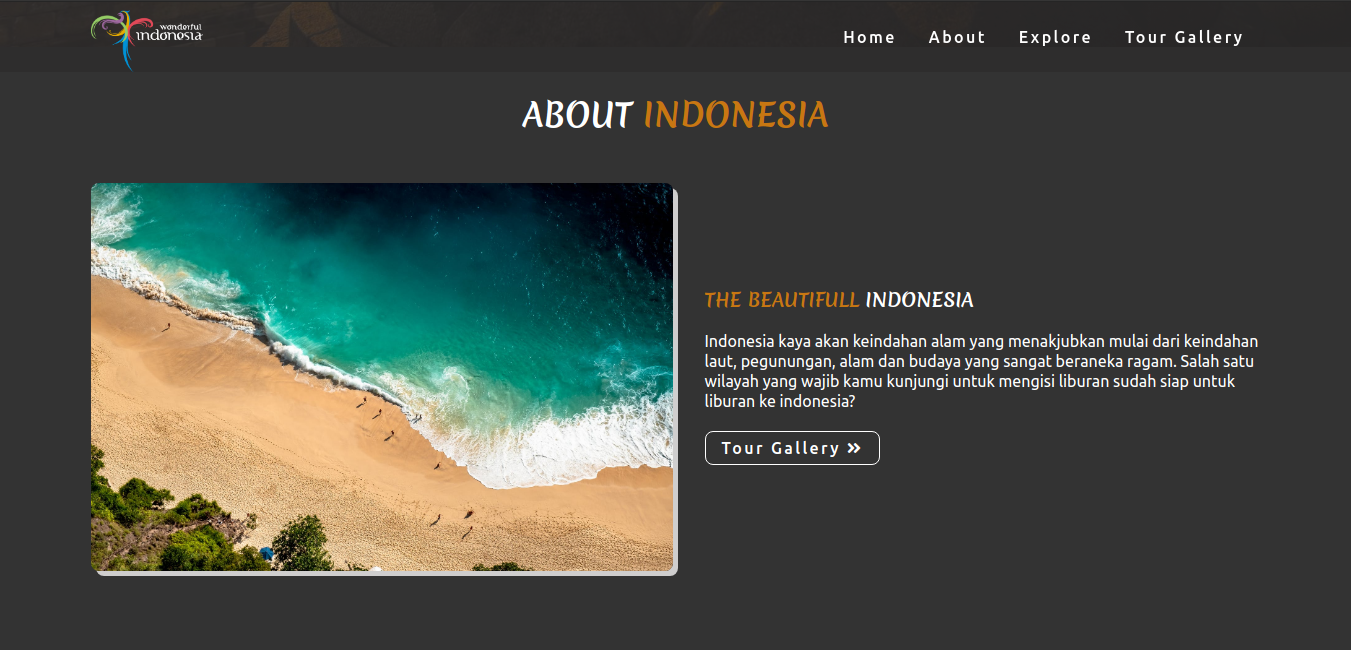 wonderful
indonesia
Home About Explore Tour Gallery
ABOUT INDONESIA
THE BEAUTIFULL INDONESIA
Indonesia kaya akan keindahan alam yang menakjubkan mulai dari keindahan
laut, pegunungan, alam dan budaya yang sangat beraneka ragam. Salah satu
wilayah yang wajib kamu kunjungi untuk mengisi liburan sudah siap untuk
liburan ke indonesia?
Tour Gallery »